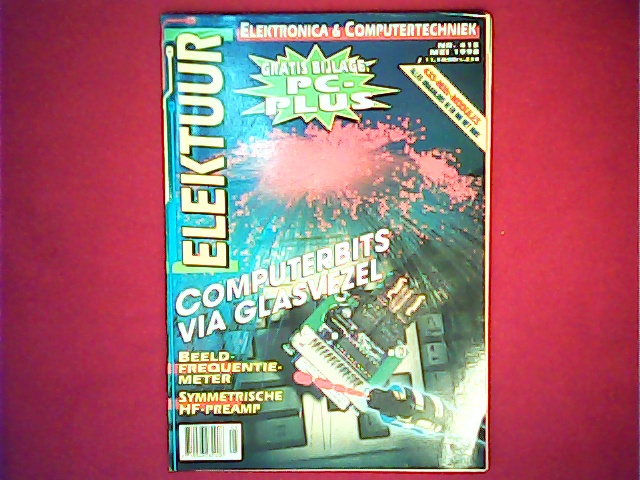 ELEKTUUR
ELEKTRONICA & COMPUTERTECHNIEK
MEI 1998
GRATIS BIJLAGE:
PC-
PLUS
COMPUTERBITS
VIA GLASVEZEL
BEELD-
FREQUENTIE-
METER
SYMMETRISCHE
HF-PREAMP